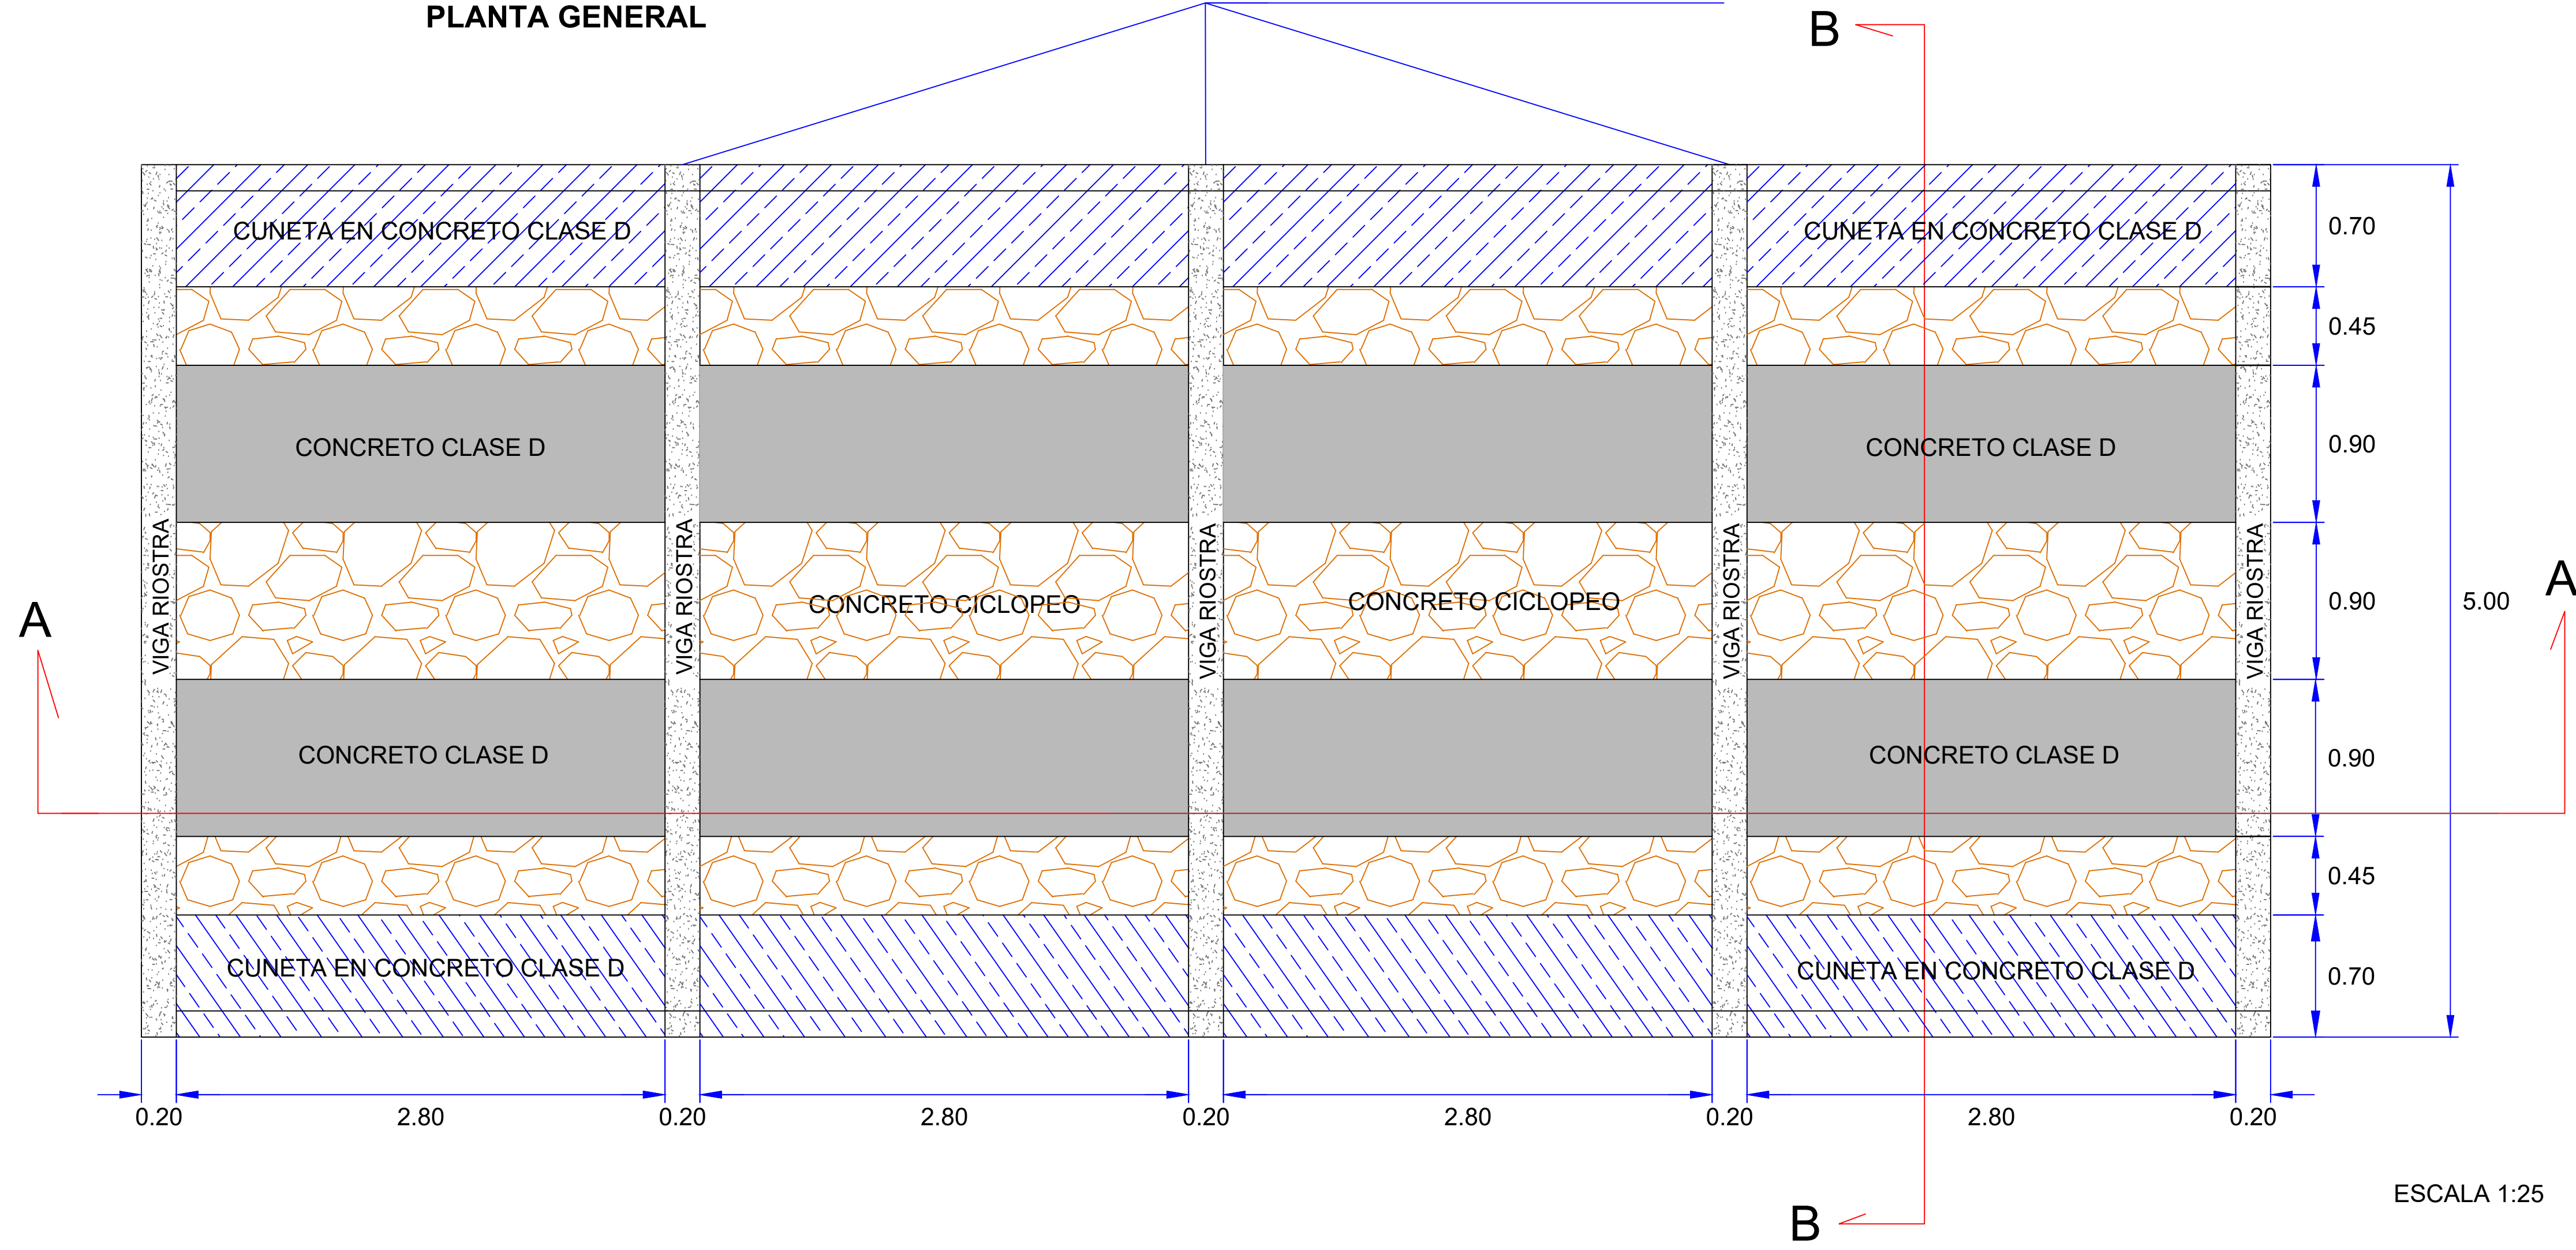 PLANTA GENERAL
B
CUNETA EN CONCRETO CLASE D
CUNETA EN CONCRETO CLASE D
0.70
0.45
CONCRETO CLASE D
CONCRETO CLASE D
0.90
VIGA RIOSTRA
VIGA RIOSTRA
VIGA RIOSTRA
VIGA RIOSTRA
VIGA RIOSTRA
A
CONCRETO CICLOPEO
CONCRETO CICLOPEO
0.90
5.00
A
CONCRETO CLASE D
CONCRETO CLASE D
0.90
0.45
CUNETA EN CONCRETO CLASE D
CUNETA EN CONCRETO CLASE D
0.70
0.20
2.80
0.20
2.80
0.20
2.80
0.20
2.80
0.20
ESCALA 1:25
B